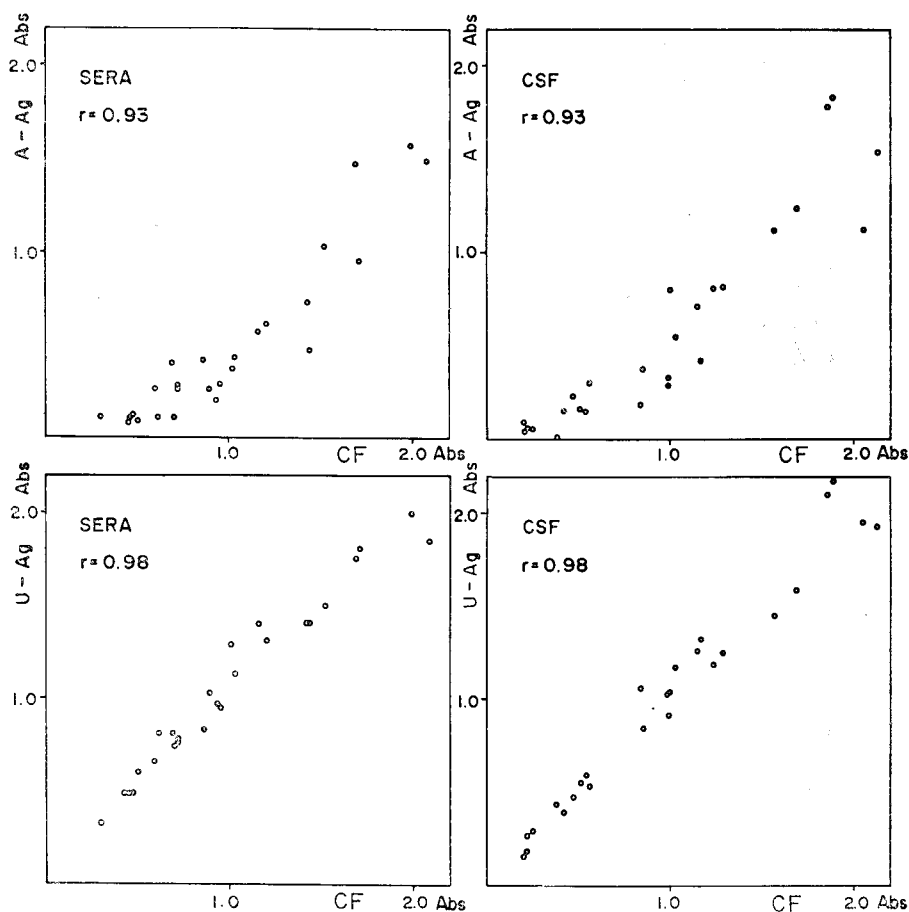 A - Ag Abs
2.0
1.0
SERA
r= 0.93
1.0
CF
2.0 Abs
A - Ag Abs
2.0
1.0
CSF
r= 0.93
1.0
CF
2.0 Abs
U - Ag Abs
2.0
1.0
SERA
r= 0.98
1.0
CF
2.0 Abs
U - Ag Abs
2.0
1.0
CSF
r= 0.98
1.0
CF
2.0 Abs